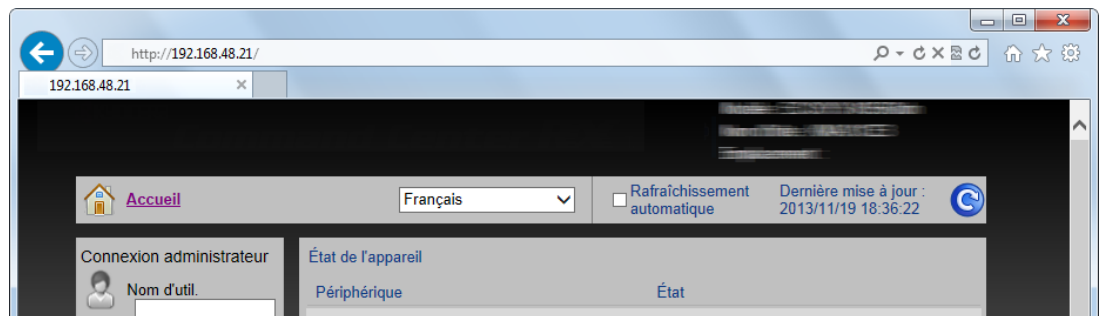 http://192.168.48.21/
192.168.48.21
Accueil
Français
Rafraîchissement
automatique
Dernière mise à jour :
2013/11/19 18:36:22
Connexion administrateur
État de l'appareil
Nom d'util.
Périphérique
État